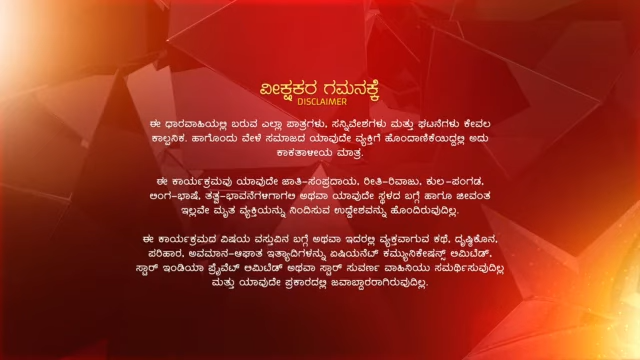 ವೀಕ್ಷಕರ ಗಮನಕ್ಕೆ
DISCLAIMER
ಈ ಧಾರವಾಹಿಯಲ್ಲಿ ಬರುವ ಎಲ್ಲಾ ಪಾತ್ರಗಳು, ಸನ್ನಿವೇಶಗಳು ಮತ್ತು ಘಟನೆಗಳು ಕೇವಲ
ಕಾಲ್ಪನಿಕ. ಹಾಗೊಂದು ವೇಳೆ ಸಮಾಜದ ಯಾವುದೇ ವ್ಯಕ್ತಿಗೆ ಹೊಂದಾಣಿಕೆಯಿದ್ದಲ್ಲಿ ಅದು
ಕಾಕತಾಳೀಯ ಮಾತ್ರ.
ಈ ಕಾರ್ಯಕ್ರಮವು ಯಾವುದೇ ಜಾತಿ-ಸಂಪ್ರದಾಯ, ರೀತಿ-ರಿವಾಜು, ಕುಲ-ಪಂಗಡ,
ಲಿಂಗ-ಭಾಷೆ, ತತ್ವ-ಭಾವನೆಗಳಿಗಾಗಲಿ ಅಥವಾ ಯಾವುದೇ ಸ್ಥಳದ ಬಗ್ಗೆ ಹಾಗೂ ಜೀವಂತ
ಇಲ್ಲವೇ ಮೃತ ವ್ಯಕ್ತಿಯನ್ನು ನಿಂದಿಸುವ ಉದ್ದೇಶವನ್ನು ಹೊಂದಿರುವುದಿಲ್ಲ.
ಈ ಕಾರ್ಯಕ್ರಮದ ವಿಷಯ ವಸ್ತುವಿನ ಬಗ್ಗೆ ಅಥವಾ ಇದರಲ್ಲಿ ವ್ಯಕ್ತವಾಗುವ ಕಥೆ, ದೃಷ್ಠಿಕೋನ,
ಪರಿಹಾರ, ಅವಮಾನ-ಆಘಾತ ಇತ್ಯಾದಿಗಳನ್ನು ಏಷಿಯನೆಟ್ ಕಮ್ಯುನಿಕೇಷನ್ಸ್ ಲಿಮಿಟೆಡ್,
ಸ್ಟಾರ್ ಇಂಡಿಯಾ ಪ್ರೈವೆಟ್ ಲಿಮಿಟೆಡ್ ಅಥವಾ ಸ್ಟಾರ್ ಸುವರ್ಣ ವಾಹಿನಿಯು ಸಮರ್ಥಿಸುವುದಿಲ್ಲ
ಮತ್ತು ಯಾವುದೇ ಪ್ರಕಾರದಲ್ಲಿ ಜವಾಬ್ದಾರರಾಗಿರುವುದಿಲ್ಲ.